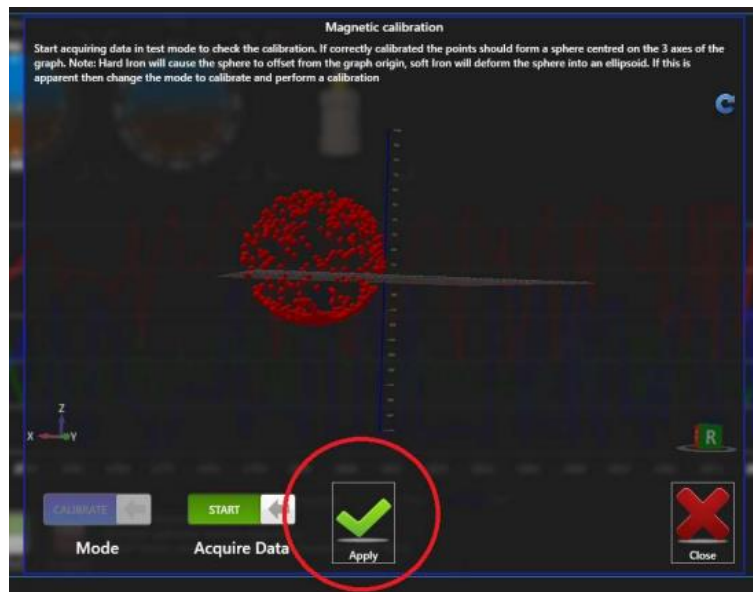 Magnetic calibration
Start acquiring data in test mode to check the calibration. If correctly calibrated the points should form a sphere centred on the 3 axes of the
graph. Note: Hard Iron will cause the sphere to offset from the graph origin, soft Iron will deform the sphere into an ellipsoid. If this is
apparent then change the mode to calibrate and perform a calibration
Z
X Y
R
CALIBRATE START
Mode Acquire Data Apply Close